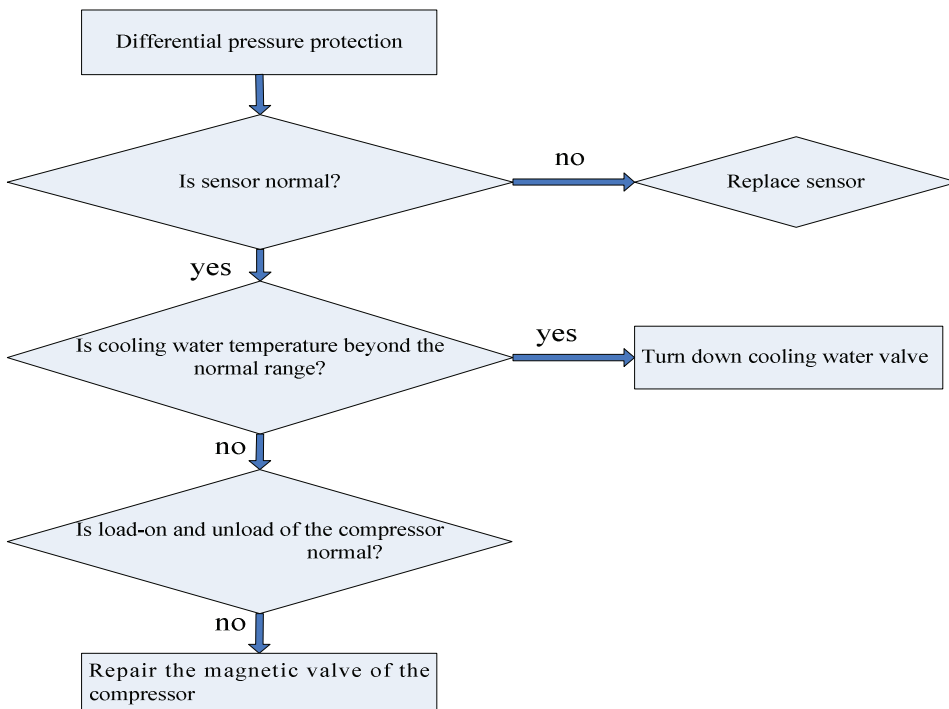 Differential pressure protection
Is sensor normal?
no
Replace sensor
yes
Is cooling water temperature beyond the
normal range?
yes
Turn down cooling water valve
no
Is load-on and unload of the compressor
normal?
no
Repair the magnetic valve of the
compressor